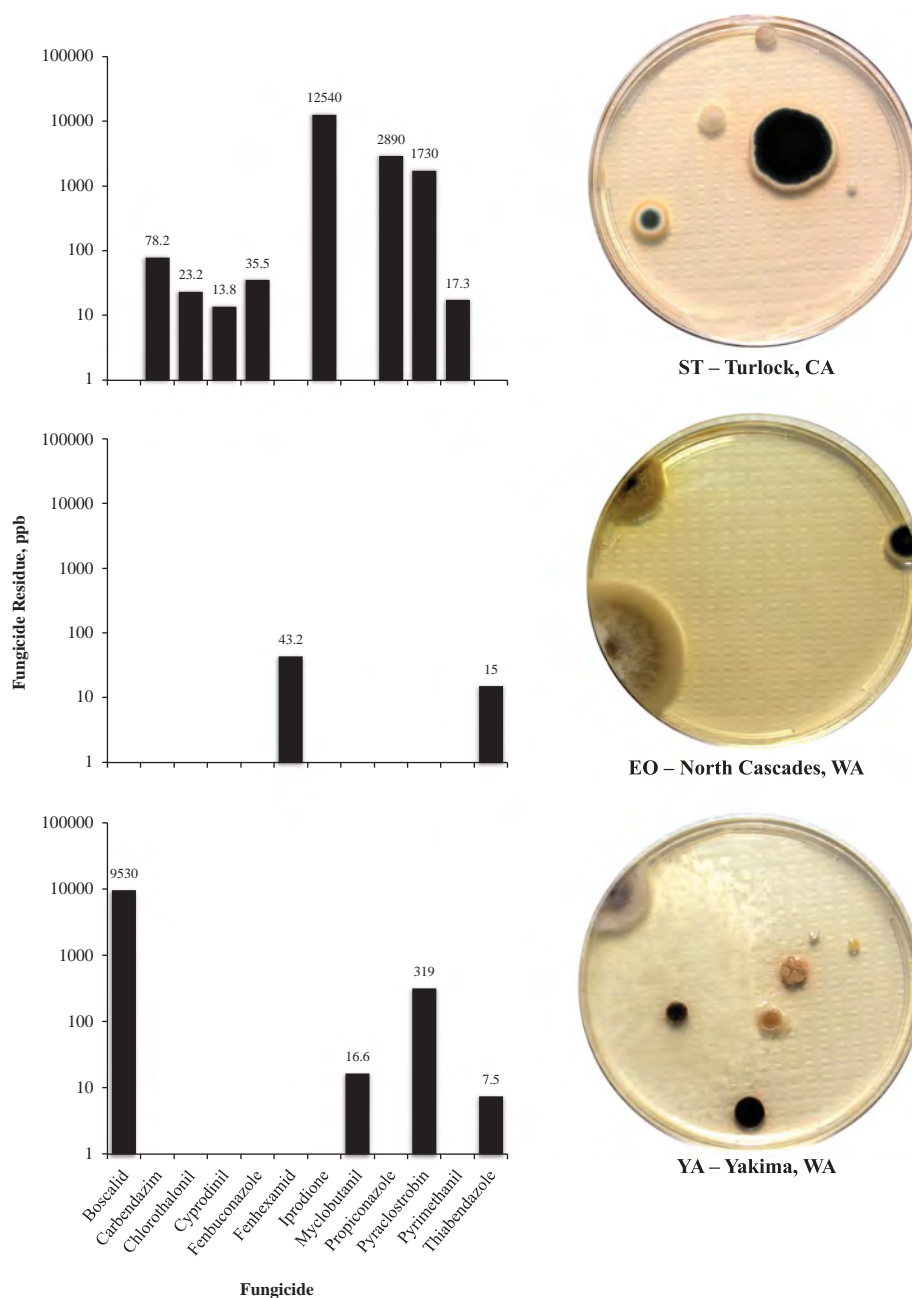 100000
10000
1000
100
10
1
78.2
23.2
13.8
35.5
12540
2890
1730
17.3
ST – Turlock, CA
Fungicide Residue, ppb
100000
10000
1000
100
10
1
43.2
15
EO – North Cascades, WA
100000
10000
1000
100
10
1
9530
16.6
319
7.5
Boscalid
Carbendazim
Chlorothalonil
Cyprodinil
Fenbuconazole
Fenhexamid
Iprodione
Myclobutanil
Propiconazole
Pyraclostrobin
Pyrimethanil
Thiabendazole
Fungicide
YA – Yakima, WA